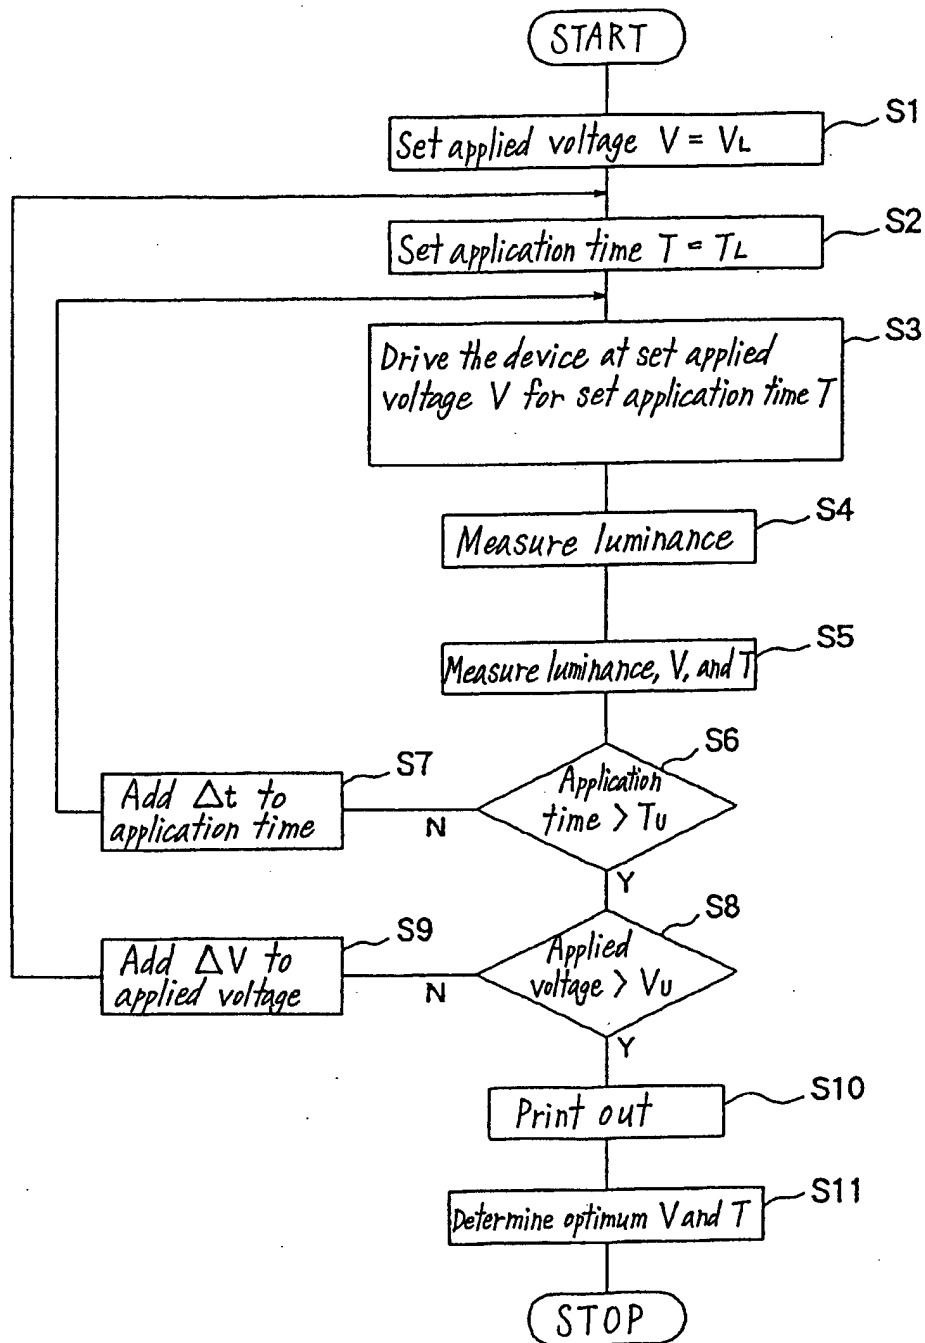 START
S1
Set applied voltage V = VL
S2
Set application time T = TL
S3
Drive the device at set applied
voltage V for set application time T
S4
Measure luminance
S5
Measure luminance, V, and T
S6
Application
time > Tu
N
Y
S7
Add Δt to
application time
S8
Applied
voltage > Vu
N
Y
S9
Add ΔV to
applied voltage
S10
Print out
S11
Determine optimum V and T
STOP